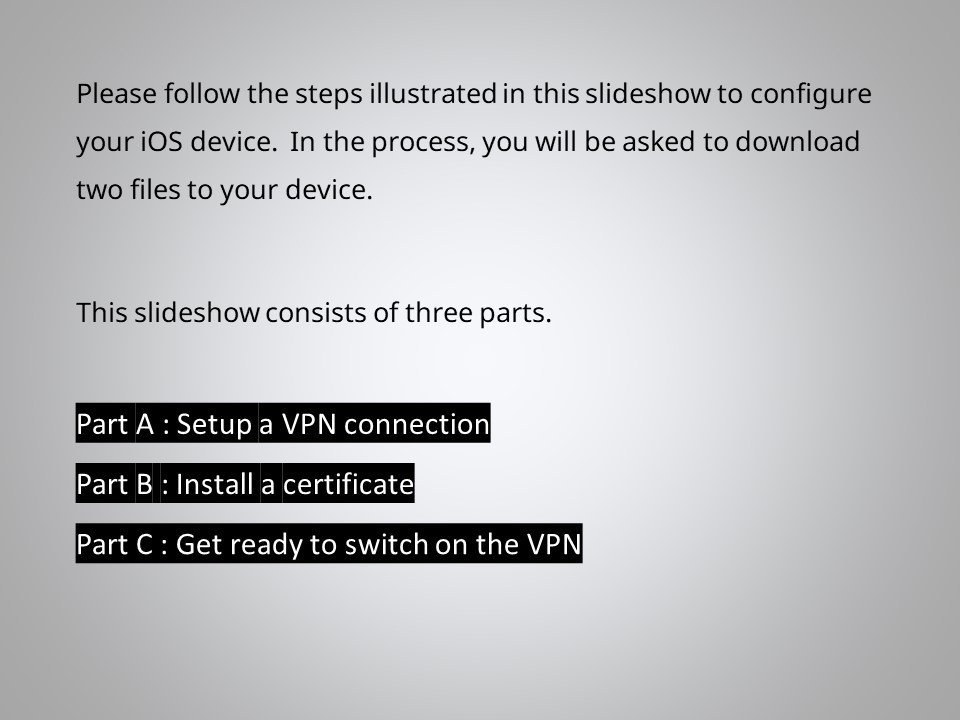 Please follow the steps illustrated in this slideshow to configure
your iOS device.  In the process, you will be asked to download
two files to your device.
This slideshow consists of three parts.
Part A : Setup a VPN connection
Part B : Install a certificate
Part C : Get ready to switch on the VPN